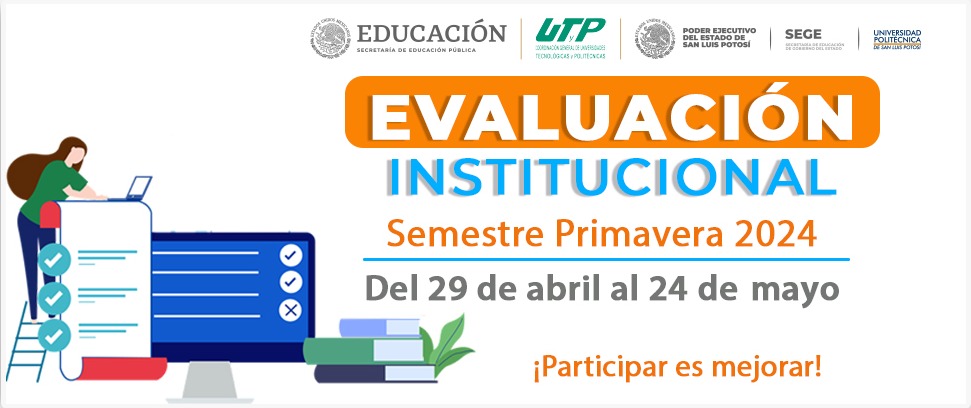 EDUCACIÓN
SECRETARÍA DE EDUCACIÓN PÚBLICA
UTyP
COORDINACIÓN GENERAL DE UNIVERSIDADES
TECNOLÓGICAS y POLITÉCNICAS
PODER EJECUTIVO
DEL ESTADO DE
SAN LUIS POTOSÍ
SEGE
SECRETARÍA DE EDUCACIÓN
DE GOBIERNO DEL ESTADO
UNIVERSIDAD
POLITÉCNICA
DE SAN LUIS POTOSÍ
EVALUACIÓN
INSTITUCIONAL
Semestre Primavera 2024
Del 29 de abril al 24 de mayo
¡Participar es mejorar!